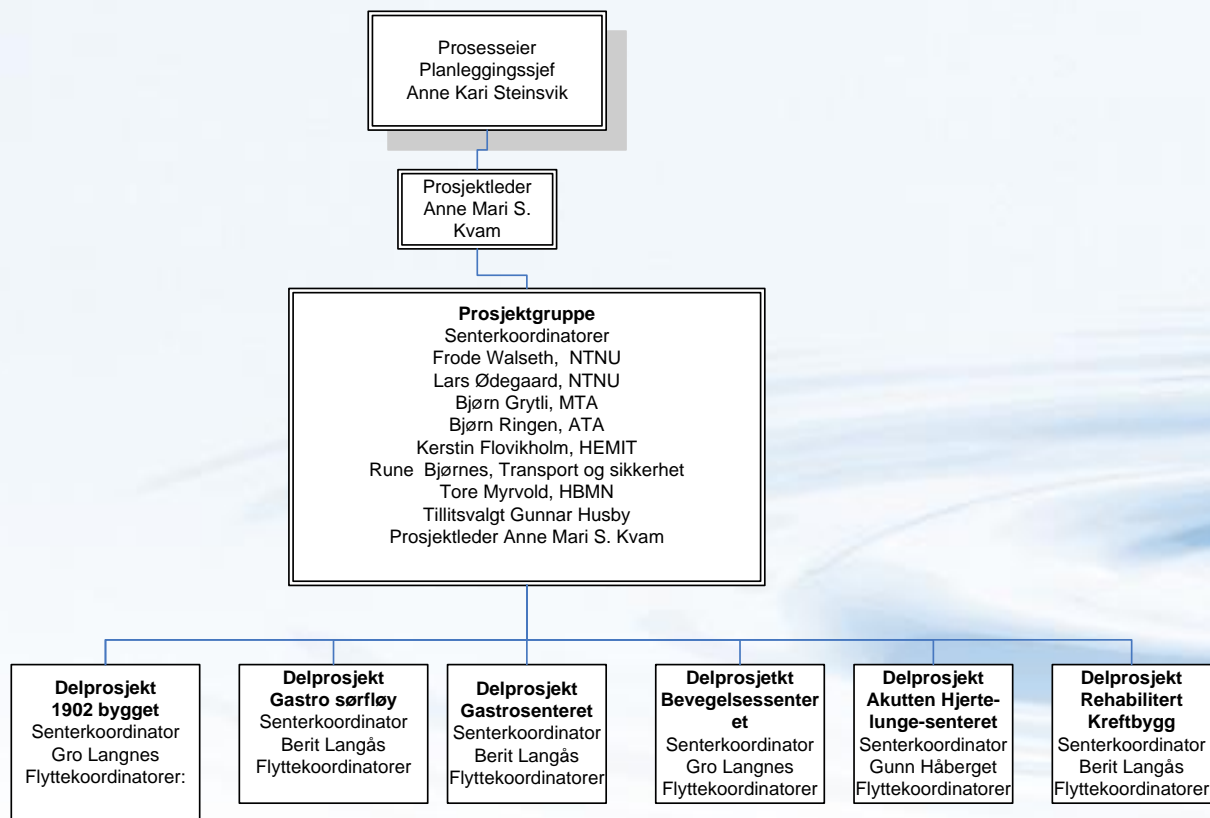 Prosesseier
Planleggingssjef
Anne Kari Steinsvik
Prosjektleder
Anne Mari S.
Kvam
Prosjektgruppe
Senterkoordinatorer
Frode Walseth, NTNU
Lars Ødegaard, NTNU
Bjørn Grytli, MTA
Bjørn Ringen, ATA
Kerstin Flovikholm, HEMIT
Rune Bjørnes, Transport og sikkerhet
Tore Myrvold, HBMN
Tillitsvalgt Gunnar Husby
Prosjektleder Anne Mari S. Kvam
Delprosjekt
1902 bygget
Senterkoordinator
Gro Langnes
Flyttekoordinatorer:
Delprosjekt
Gastro sørfløy
Senterkoordinator
Berit Langås
Flyttekoordinatorer
Delprosjekt
Gastrosenteret
Senterkoordinator
Berit Langås
Flyttekoordinatorer
Delprosjetkt
Bevegelsessenter
et
Senterkoordinator
Gro Langnes
Flyttekoordinatorer
Delprosjekt
Akutten Hjerte-
lunge-senteret
Senterkoordinator
Gunn Håberget
Flyttekoordinatorer
Delprosjekt
Rehabilitert
Kreftbygg
Senterkoordinator
Berit Langås
Flyttekoordinatorer